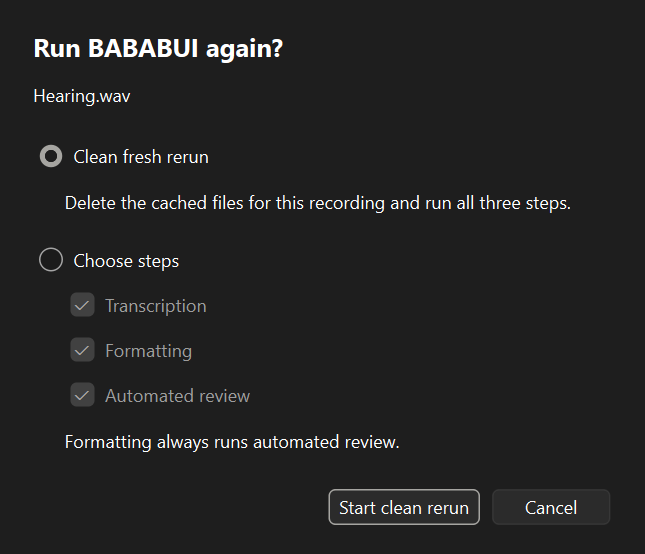 Run BABABUI again?
Hearing.wav
Clean fresh rerun
Delete the cached files for this recording and run all three steps.
Choose steps
Transcription
Formatting
Automated review
Formatting always runs automated review.
Start clean rerun
Cancel